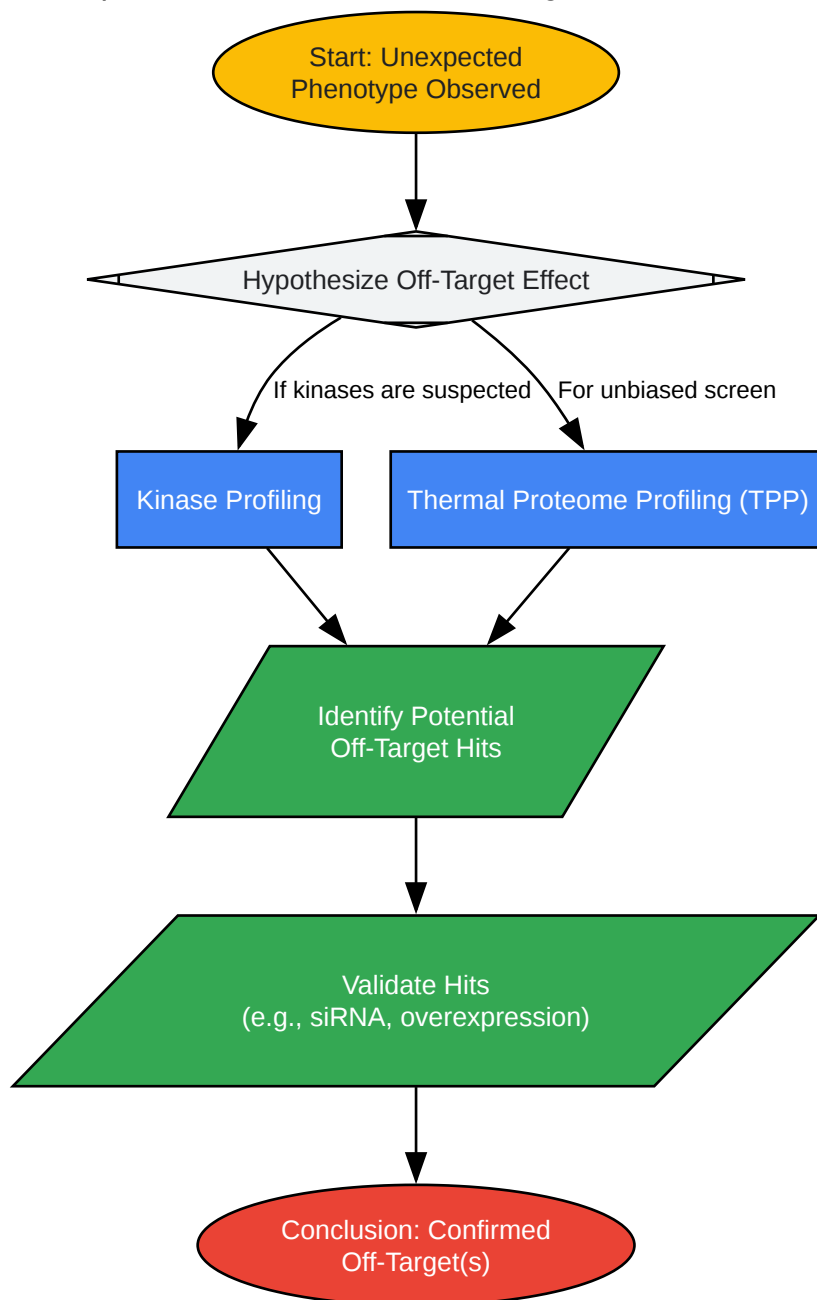 Start: Unexpected
Phenotype Observed
Hypothesize Off-Target Effect
If kinases are suspected
For unbiased screen
Kinase Profiling
Thermal Proteome Profiling (TPP)
Identify Potential
Off-Target Hits
Validate Hits
(e.g., siRNA, overexpression)
Conclusion: Confirmed
Off-Target(s)